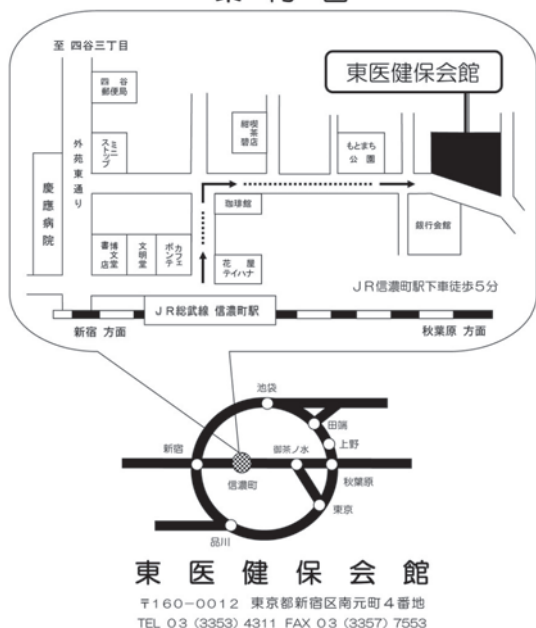 至 四谷三丁目
東医健保会館
四谷郵便局
ミニストップ
外苑東通り
慶應病院
喫茶店
紺碧
もとまち公園
珈琲館
銀行会館
博文堂書店
文明堂
カフェボンテ
花屋
テイハナ
JR信濃町駅下車徒歩5分
JR総武線 信濃町駅
新宿 方面
秋葉原 方面
池袋
田端
上野
新宿
御茶ノ水
信濃町
秋葉原
東京
品川
東医健保会館
〒160-0012 東京都新宿区南元町4番地
TEL 03 (3353) 4311 FAX 03 (3357) 7553